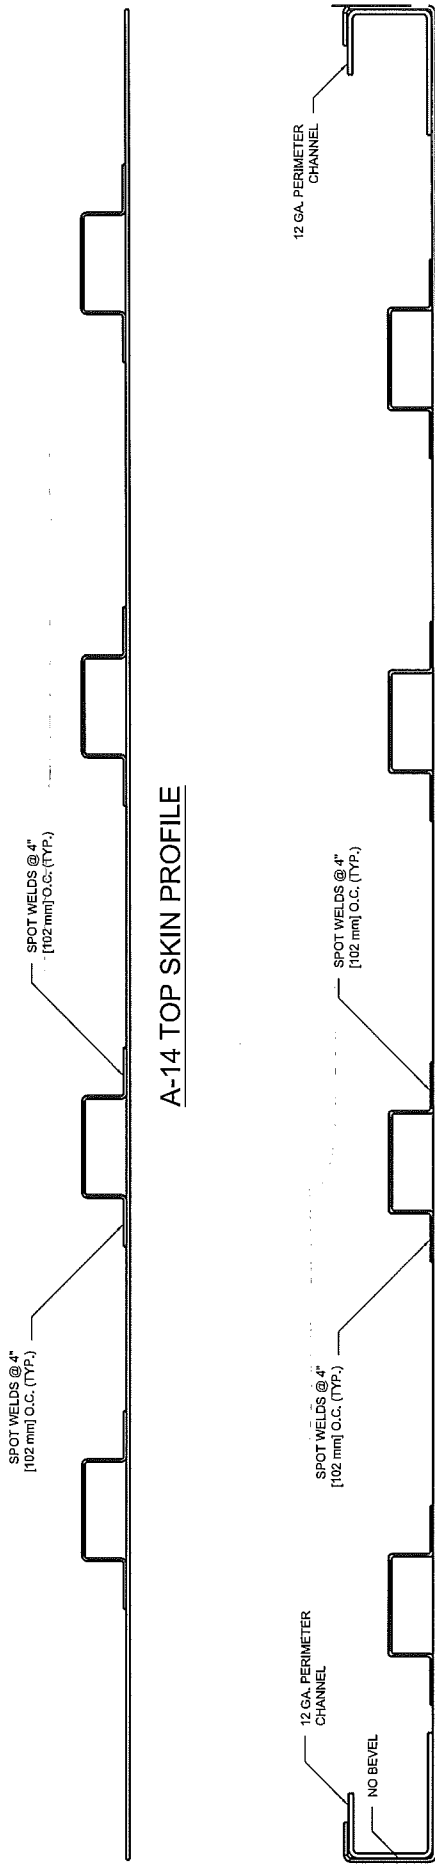 SPOT WELDS @ 4"
[102 mm] O.C. (TYP.)
SPOT WELDS @ 4"
[102 mm] O.C. (TYP.)
A-14 TOP SKIN PROFILE
12 GA. PERIMETER
CHANNEL
NO BEVEL
SPOT WELDS @ 4"
[102 mm] O.C. (TYP.)
SPOT WELDS @ 4"
[102 mm] O.C. (TYP.)
12 GA. PERIMETER
CHANNEL